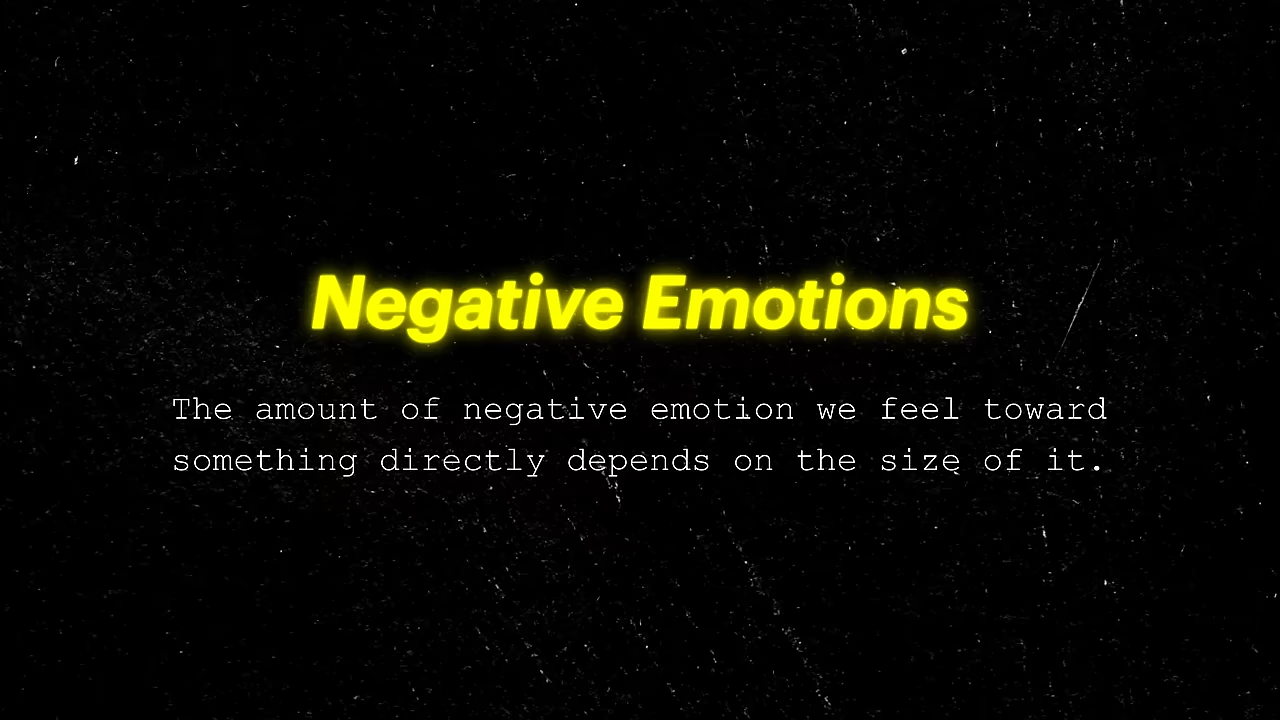 Negative Emotions
The amount of negative emotion we feel toward
something directly depends on the size of it.